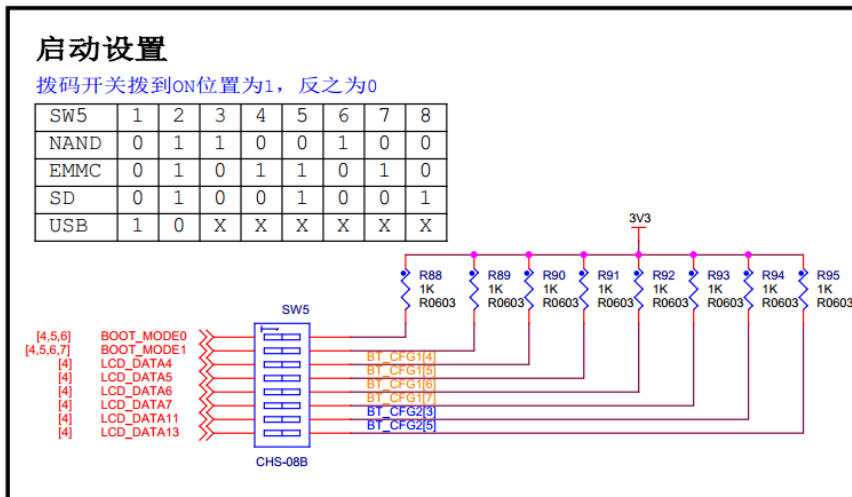 启动设置
拨码开关拨到ON位置为1，反之为0
SW5 1 2 3 4 5 6 7 8
NAND 0 1 1 0 0 1 0 0
EMMC 0 1 0 1 1 0 1 0
SD 0 1 0 0 1 0 0 1
USB 1 0 X X X X X X
3V3
R88 R89 R90 R91 R92 R93 R94 R95
1K 1K 1K 1K 1K 1K 1K 1K
R0603 R0603 R0603 R0603 R0603 R0603 R0603 R0603
SW5
[4,5,6] BOOT_MODE0
[4,5,6,7] BOOT_MODE1
[4] LCD_DATA4 BT_CFG1[4]
[4] LCD_DATA5 BT_CFG1[5]
[4] LCD_DATA6 BT_CFG1[6]
[4] LCD_DATA7 BT_CFG1[7]
[4] LCD_DATA11 BT_CFG2[3]
[4] LCD_DATA13 BT_CFG2[5]
CHS-08B